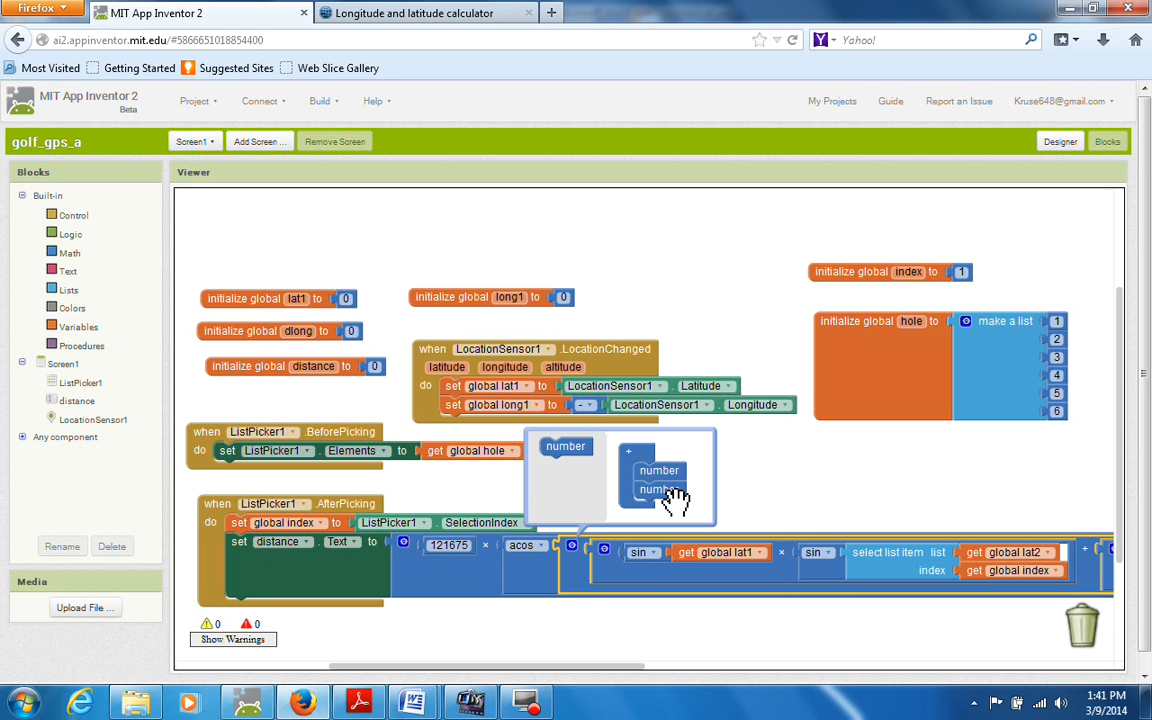 Firefox
MIT App Inventor 2
Longitude and latitude calculator
ai2.appinventor.mit.edu/#5866651018854400
Yahoo!
Most Visited
Getting Started
Suggested Sites
Web Slice Gallery
MIT App Inventor 2
Beta
Project
Connect
Build
Help
My Projects
Guide
Report an Issue
Kruse648@gmail.com
golf_gps_a
Screen1
Add Screen ...
Remove Screen
Designer
Blocks
Blocks
Viewer
Built-in
Control
Logic
Math
Text
Lists
Colors
Variables
Procedures
Screen1
ListPicker1
distance
LocationSensor1
Any component
Rename
Delete
Media
Upload File ...
initialize global index to 1
initialize global lat1 to 0
initialize global long1 to 0
initialize global dlong to 0
initialize global distance to 0
initialize global hole to make a list 1
2
3
4
5
6
when LocationSensor1 .LocationChanged
latitude longitude altitude
do set global lat1 to LocationSensor1 . Latitude
set global long1 to - LocationSensor1 . Longitude
when ListPicker1 .BeforePicking
do set ListPicker1 . Elements to get global hole
number
+
number
number
when ListPicker1 .AfterPicking
do set global index to ListPicker1 . SelectionIndex
set distance . Text to 121675 × acos sin get global lat1 × sin select list item list get global lat2 +
index get global index
0 0
Show Warnings
1:41 PM
3/9/2014